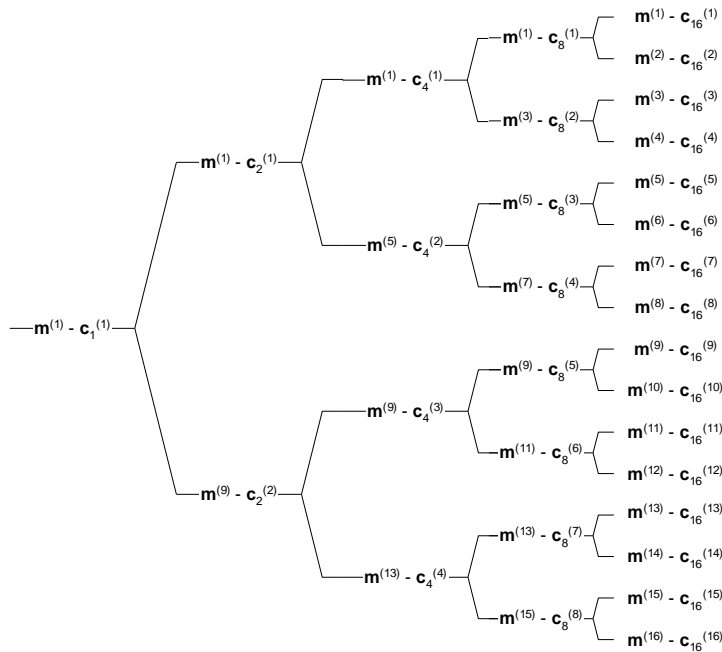 m(1) - c16(1)
m(1) - c8(1)
m(2) - c16(2)
m(1) - c4(1)
m(3) - c16(3)
m(3) - c8(2)
m(4) - c16(4)
m(1) - c2(1)
m(5) - c16(5)
m(5) - c8(3)
m(6) - c16(6)
m(5) - c4(2)
m(7) - c16(7)
m(7) - c8(4)
m(8) - c16(8)
m(1) - c1(1)
m(9) - c16(9)
m(9) - c8(5)
m(10) - c16(10)
m(9) - c4(3)
m(11) - c16(11)
m(11) - c8(6)
m(12) - c16(12)
m(9) - c2(2)
m(13) - c16(13)
m(13) - c8(7)
m(14) - c16(14)
m(13) - c4(4)
m(15) - c16(15)
m(15) - c8(8)
m(16) - c16(16)